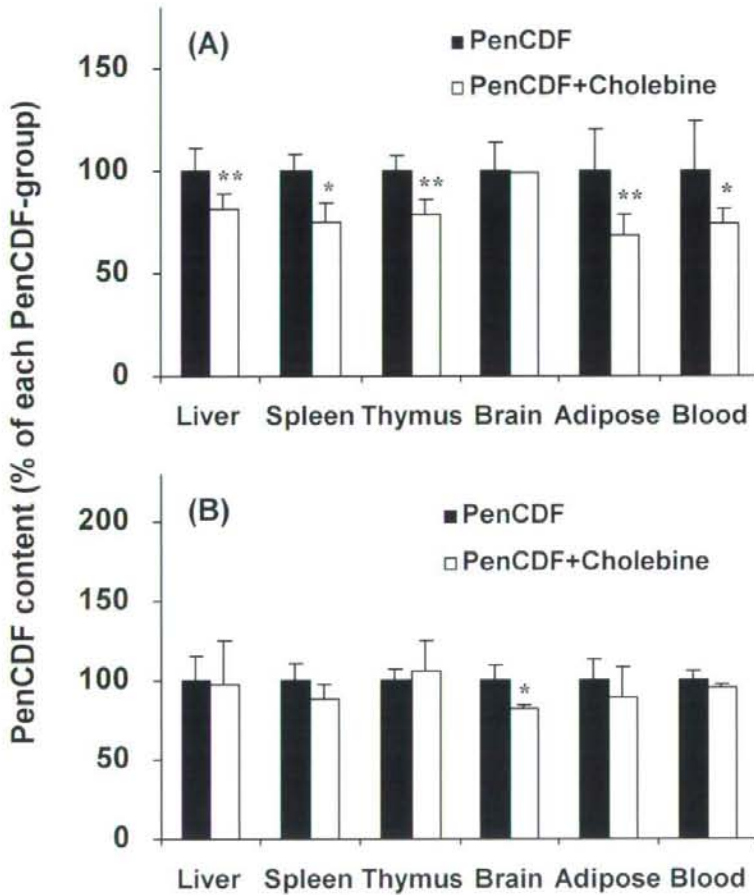 PenCDF content (% of each PenCDF-group)
(A)
PenCDF
PenCDF+Cholebine
150
100
50
0
** * ** ** *
Liver Spleen Thymus Brain Adipose Blood
(B)
PenCDF
PenCDF+Cholebine
200
150
100
50
0
*
Liver Spleen Thymus Brain Adipose Blood